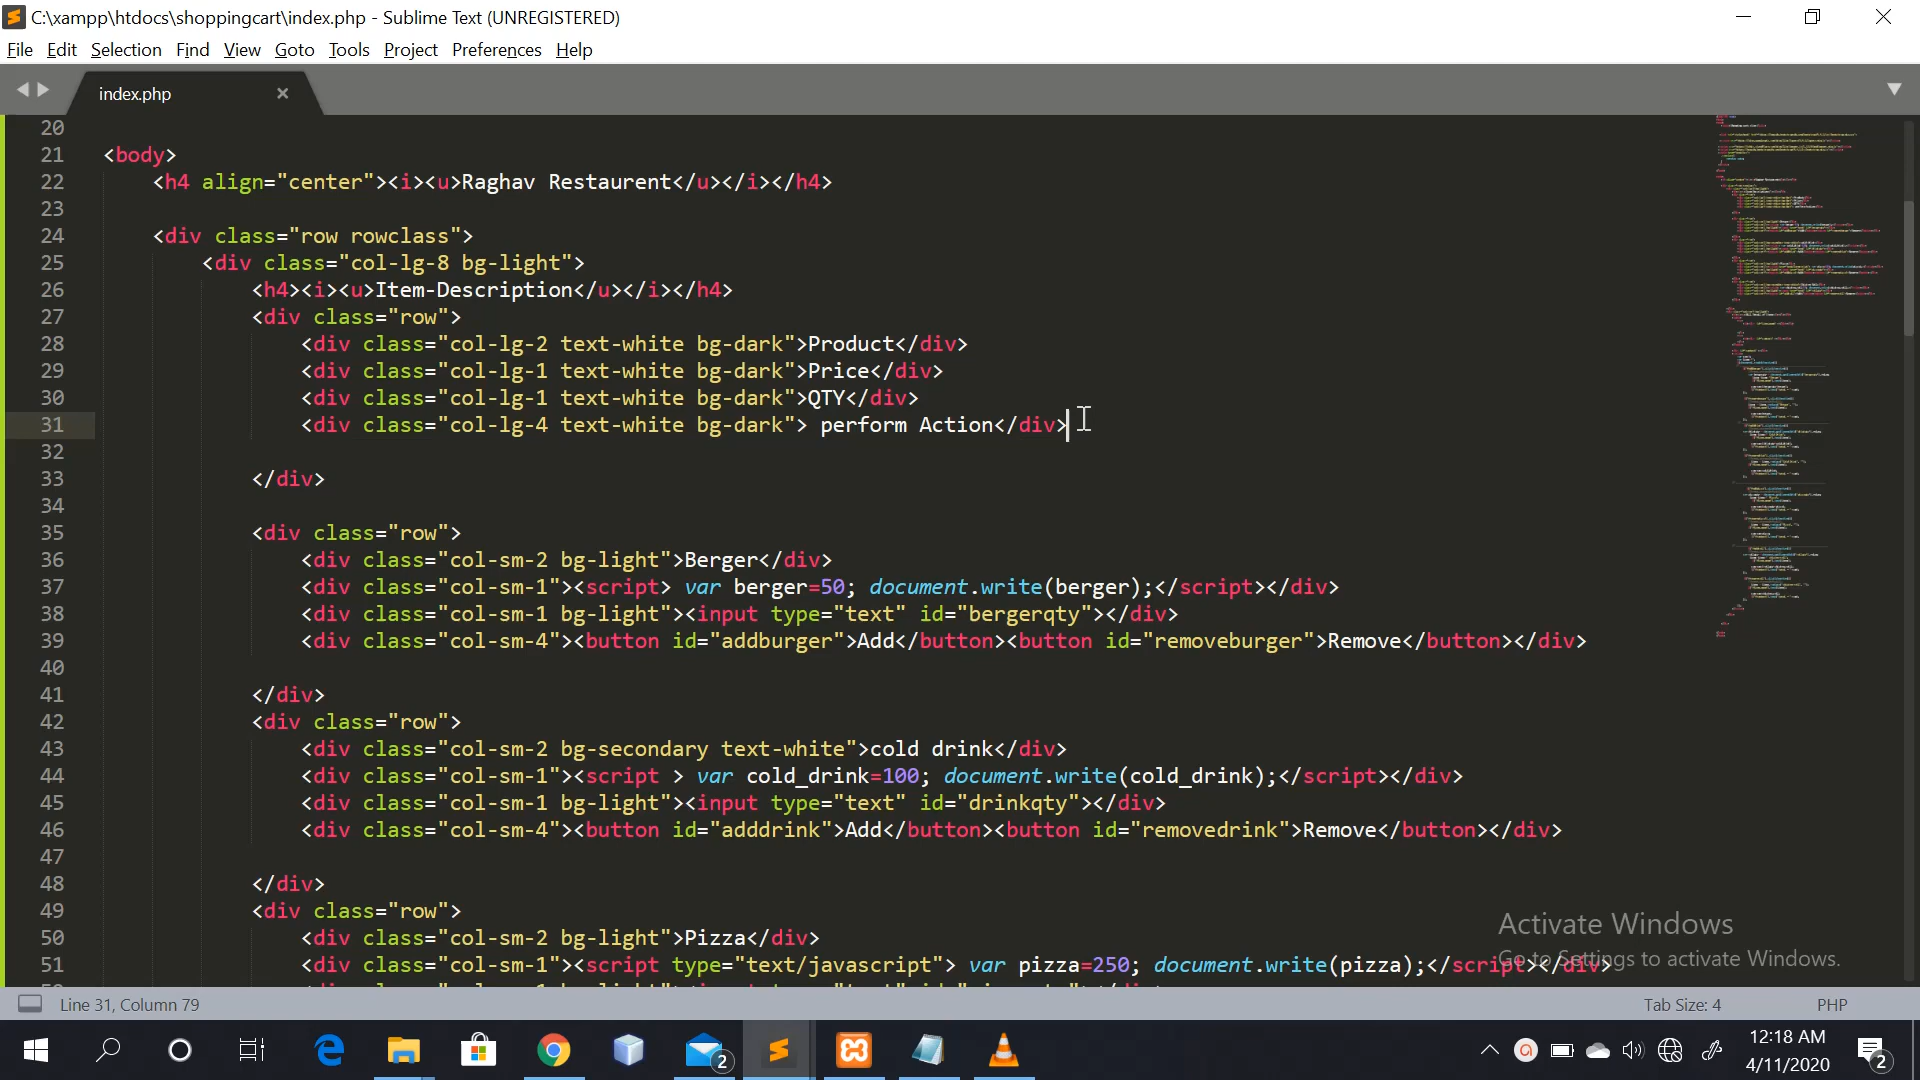 C:\xampp\htdocs\shoppingcart\index.php - Sublime Text (UNREGISTERED)
File Edit Selection Find View Goto Tools Project Preferences Help
index.php
20
21 <body>
22 <h4 align="center"><i><u>Raghav Restaurent</u></i></h4>
23
24 <div class="row rowclass">
25 <div class="col-lg-8 bg-light">
26 <h4><i><u>Item-Description</u></i></h4>
27 <div class="row">
28 <div class="col-lg-2 text-white bg-dark">Product</div>
29 <div class="col-lg-1 text-white bg-dark">Price</div>
30 <div class="col-lg-1 text-white bg-dark">QTY</div>
31 <div class="col-lg-4 text-white bg-dark"> perform Action</div>
32
33 </div>
34
35 <div class="row">
36 <div class="col-sm-2 bg-light">Berger</div>
37 <div class="col-sm-1"><script> var berger=50; document.write(berger);</script></div>
38 <div class="col-sm-1 bg-light"><input type="text" id="bergerqty"></div>
39 <div class="col-sm-4"><button id="addburger">Add</button><button id="removeburger">Remove</button></div>
40
41 </div>
42 <div class="row">
43 <div class="col-sm-2 bg-secondary text-white">cold drink</div>
44 <div class="col-sm-1"><script > var cold_drink=100; document.write(cold_drink);</script></div>
45 <div class="col-sm-1 bg-light"><input type="text" id="drinkqty"></div>
46 <div class="col-sm-4"><button id="adddrink">Add</button><button id="removedrink">Remove</button></div>
47
48 </div>
49 <div class="row">
50 <div class="col-sm-2 bg-light">Pizza</div>
51 <div class="col-sm-1"><script type="text/javascript"> var pizza=250; document.write(pizza);</script></div>
Activate Windows
Go to Settings to activate Windows.
Line 31, Column 79
Tab Size: 4
PHP
2
12:18 AM
4/11/2020
2